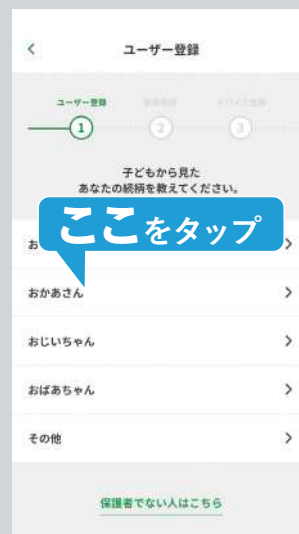 ユーザー登録
ユーザー登録
1
2
3
子どもから見た
あなたの続柄を教えてください。
ここをタップ
お
おかあさん
おじいちゃん
おばあちゃん
その他
保護者でない人はこちら